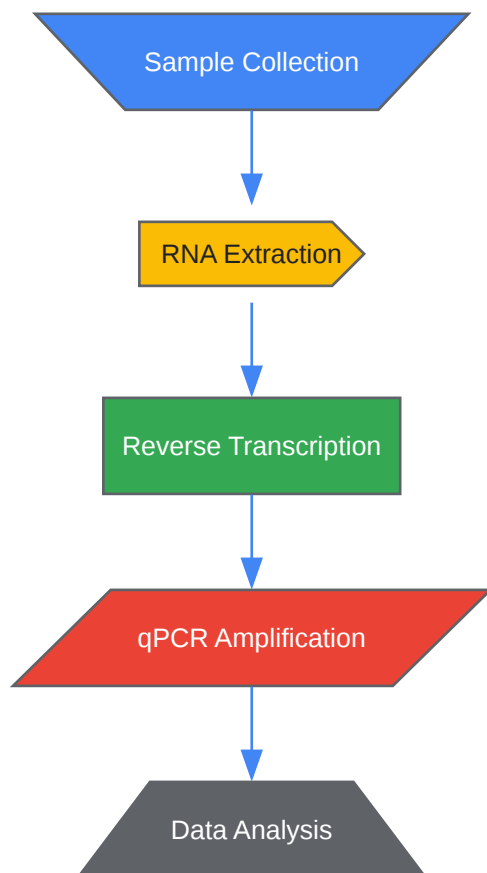 Sample Collection
RNA Extraction
Reverse Transcription
qPCR Amplification
Data Analysis